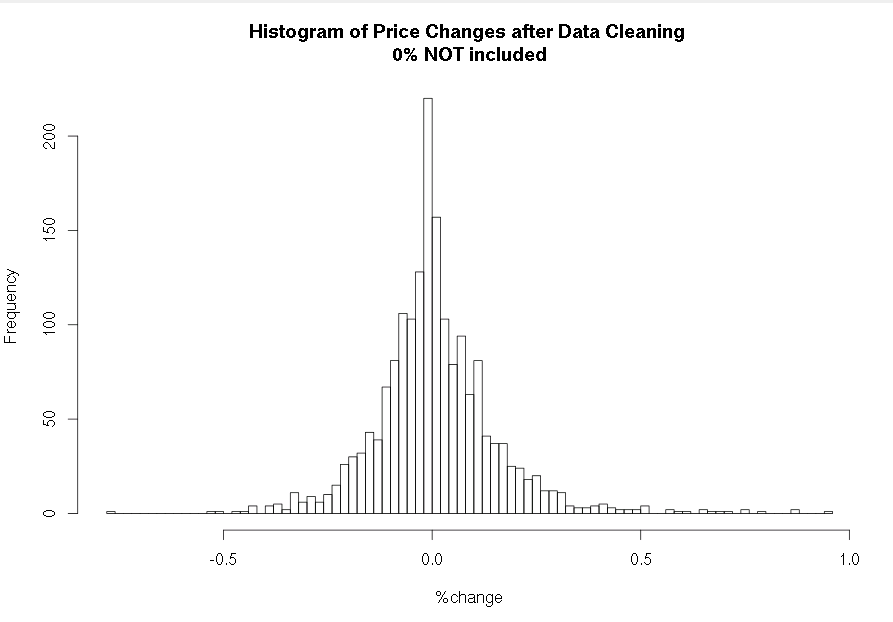 Histogram of Price Changes after Data Cleaning
0% NOT included
200
150
100
50
0
Frequency
-0.5 0.0 0.5 1.0
%change